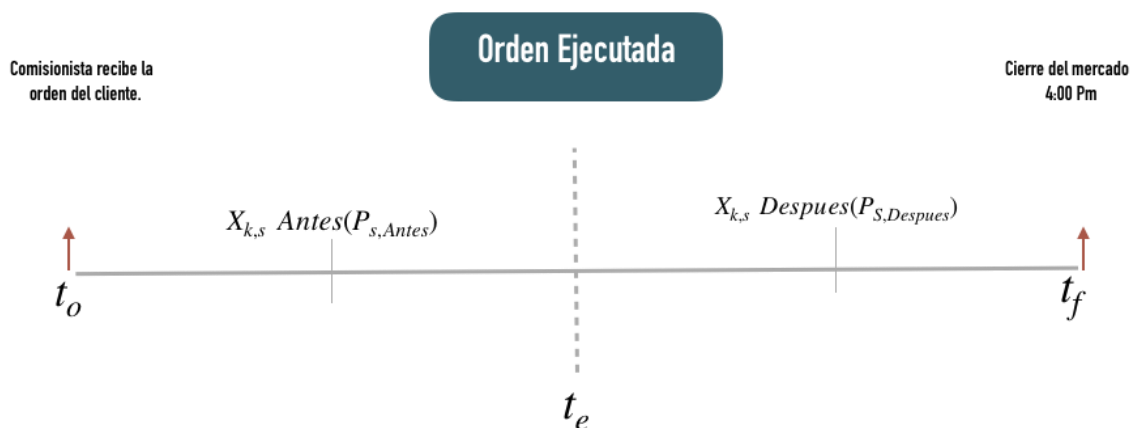 Orden Ejecutada
Comisionista recibe la
orden del cliente.
Cierre del mercado
4:00 Pm
X_{k,s} Antes(P_{s,Antes})
X_{k,s} Despues(P_{S,Despues})
t_o
t_f
t_e